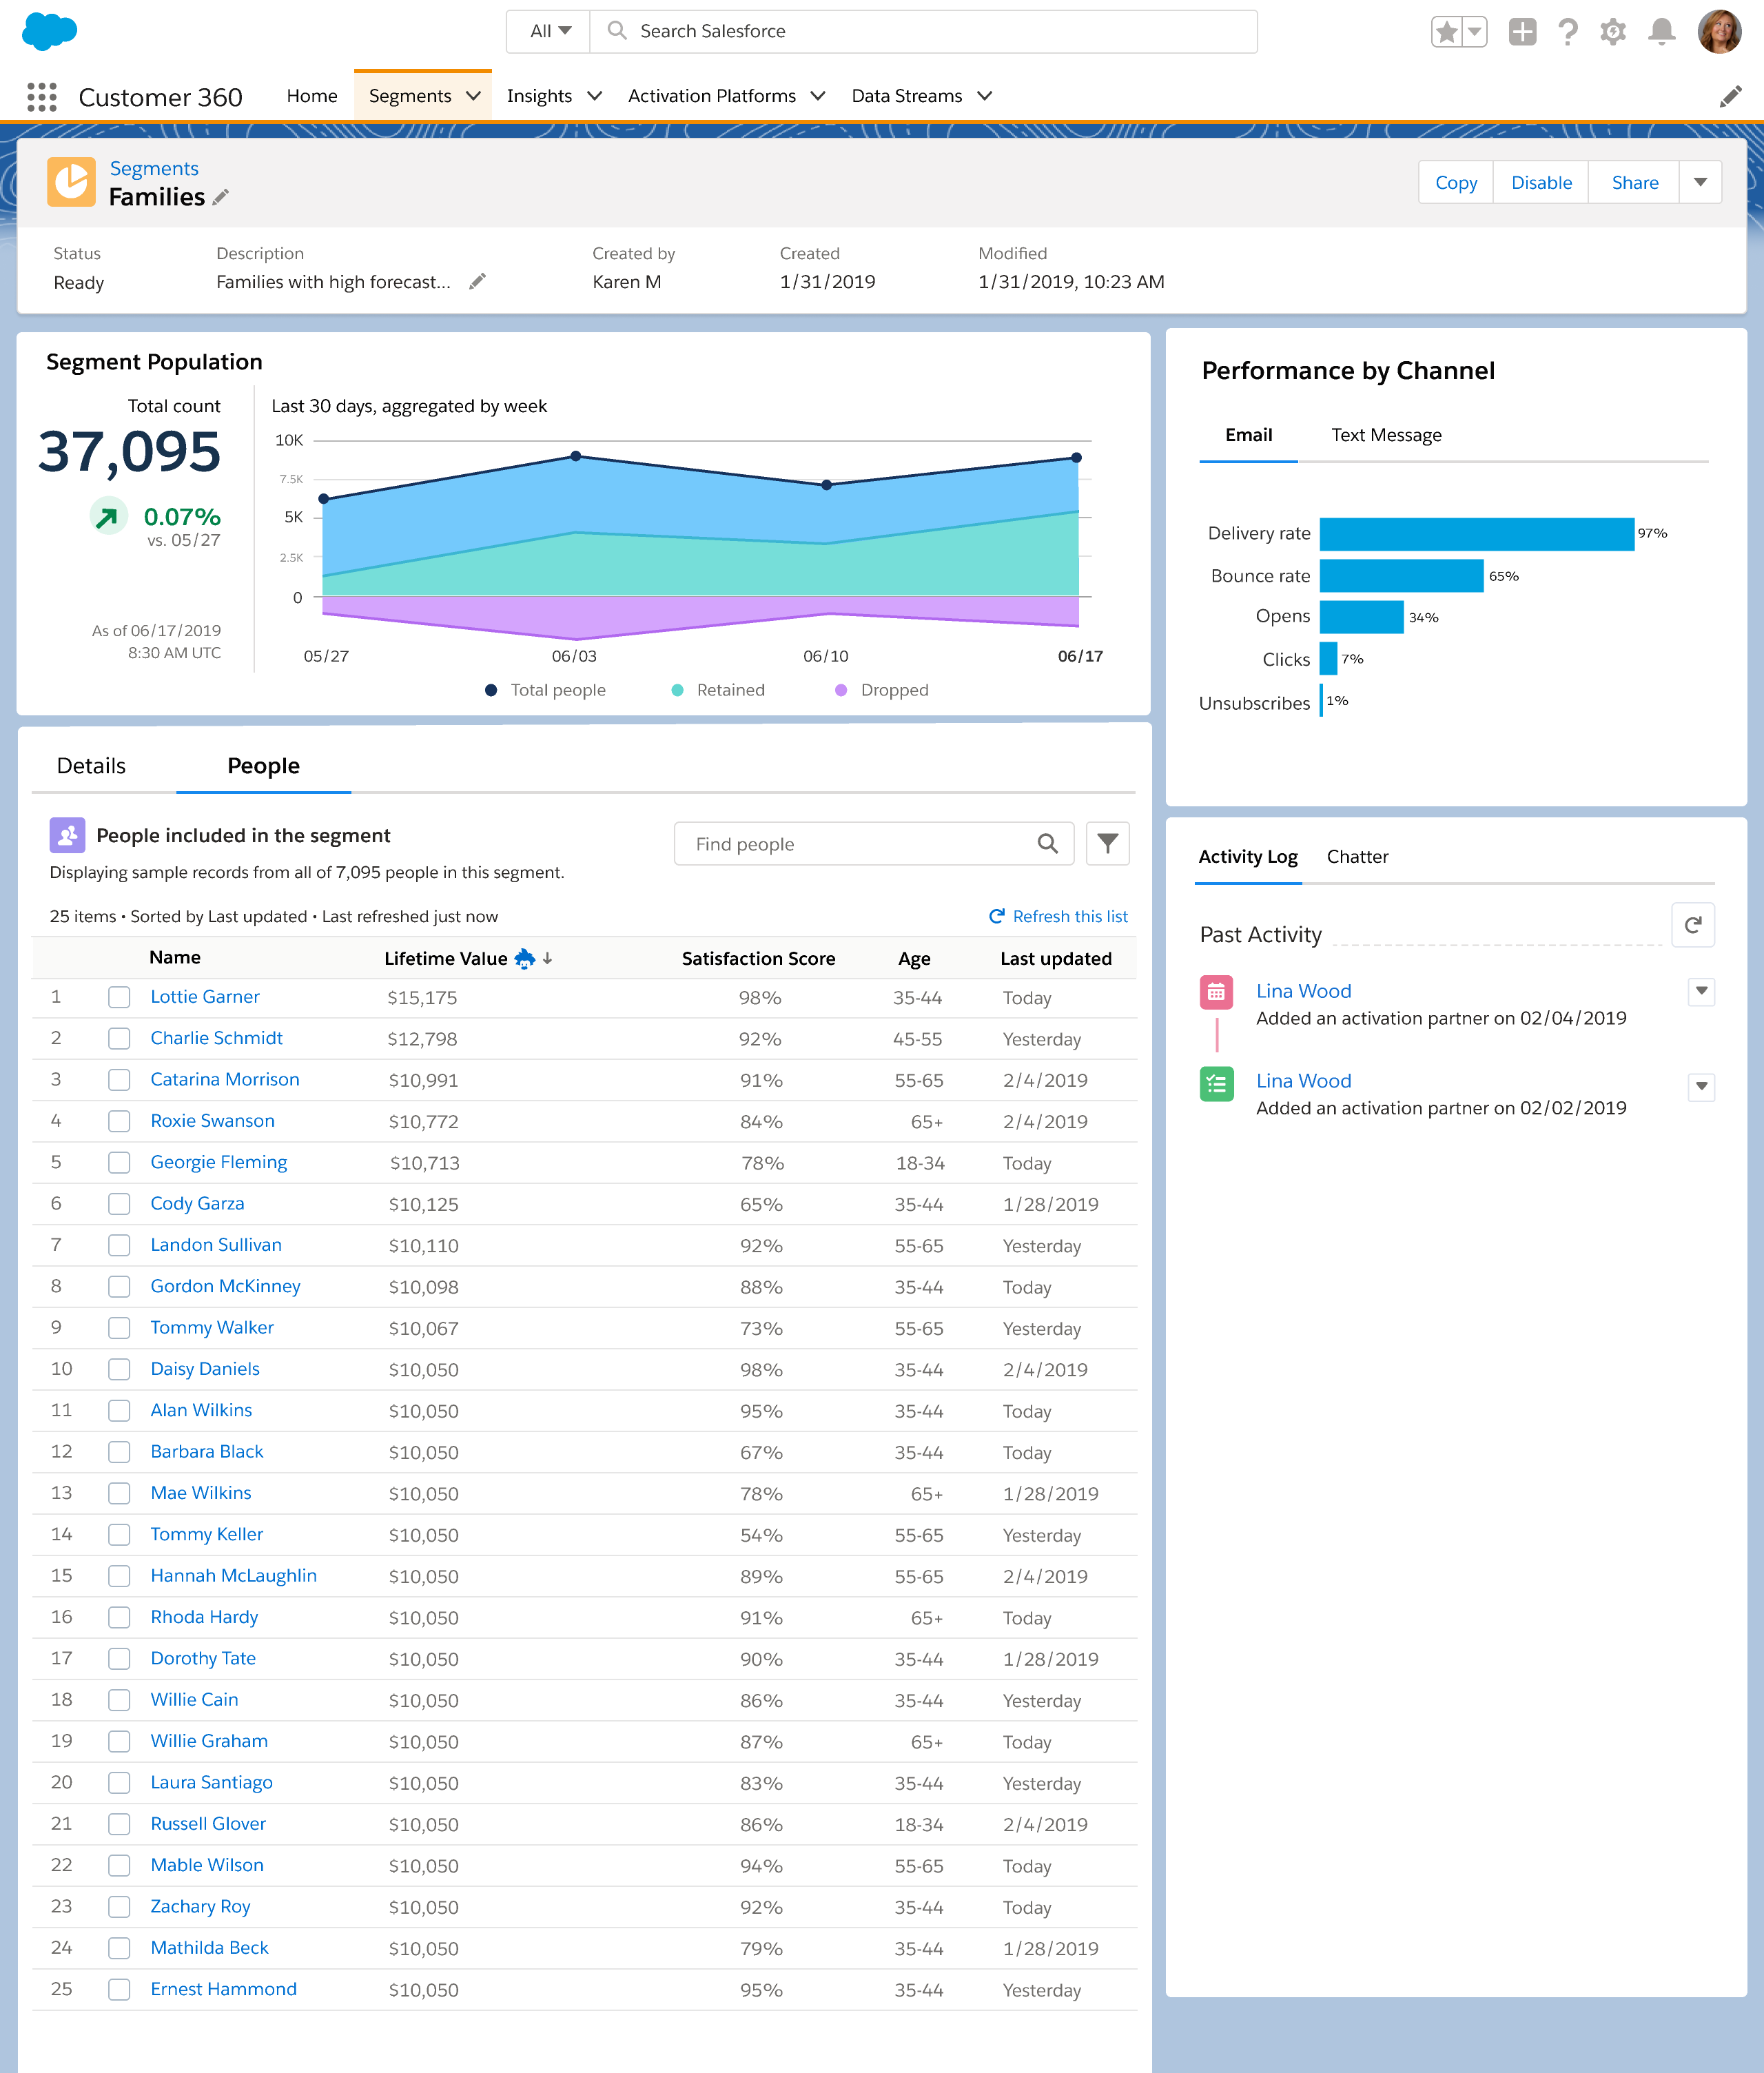 All
Search Salesforce
Customer 360
Home
Segments
Insights
Activation Platforms
Data Streams
Segments
Families
Copy
Disable
Share
Status
Ready
Description
Families with high forecast...
Created by
Karen M
Created
1/31/2019
Modified
1/31/2019, 10:23 AM
Segment Population
Total count
37,095
0.07%
vs. 05/27
As of 06/17/2019
8:30 AM UTC
Last 30 days, aggregated by week
10K
7.5K
5K
2.5K
0
05/27
06/03
06/10
06/17
Total people
Retained
Dropped
Performance by Channel
Email
Text Message
Delivery rate 97%
Bounce rate 65%
Opens 34%
Clicks 7%
Unsubscribes 1%
Details
People
People included in the segment
Displaying sample records from all of 7,095 people in this segment.
Find people
25 items • Sorted by Last updated • Last refreshed just now
Refresh this list
Name Lifetime Value Satisfaction Score Age Last updated
1 Lottie Garner $15,175 98% 35-44 Today
2 Charlie Schmidt $12,798 92% 45-55 Yesterday
3 Catarina Morrison $10,991 91% 55-65 2/4/2019
4 Roxie Swanson $10,772 84% 65+ 2/4/2019
5 Georgie Fleming $10,713 78% 18-34 Today
6 Cody Garza $10,125 65% 35-44 1/28/2019
7 Landon Sullivan $10,110 92% 55-65 Yesterday
8 Gordon McKinney $10,098 88% 35-44 Today
9 Tommy Walker $10,067 73% 55-65 Yesterday
10 Daisy Daniels $10,050 98% 35-44 2/4/2019
11 Alan Wilkins $10,050 95% 35-44 Today
12 Barbara Black $10,050 67% 35-44 Today
13 Mae Wilkins $10,050 78% 65+ 1/28/2019
14 Tommy Keller $10,050 54% 55-65 Yesterday
15 Hannah McLaughlin $10,050 89% 55-65 2/4/2019
16 Rhoda Hardy $10,050 91% 65+ Today
17 Dorothy Tate $10,050 90% 35-44 1/28/2019
18 Willie Cain $10,050 86% 35-44 Yesterday
19 Willie Graham $10,050 87% 65+ Today
20 Laura Santiago $10,050 83% 35-44 Yesterday
21 Russell Glover $10,050 86% 18-34 2/4/2019
22 Mable Wilson $10,050 94% 55-65 Today
23 Zachary Roy $10,050 92% 35-44 Today
24 Mathilda Beck $10,050 79% 35-44 1/28/2019
25 Ernest Hammond $10,050 95% 35-44 Yesterday
Activity Log
Chatter
Past Activity
Lina Wood
Added an activation partner on 02/04/2019
Lina Wood
Added an activation partner on 02/02/2019